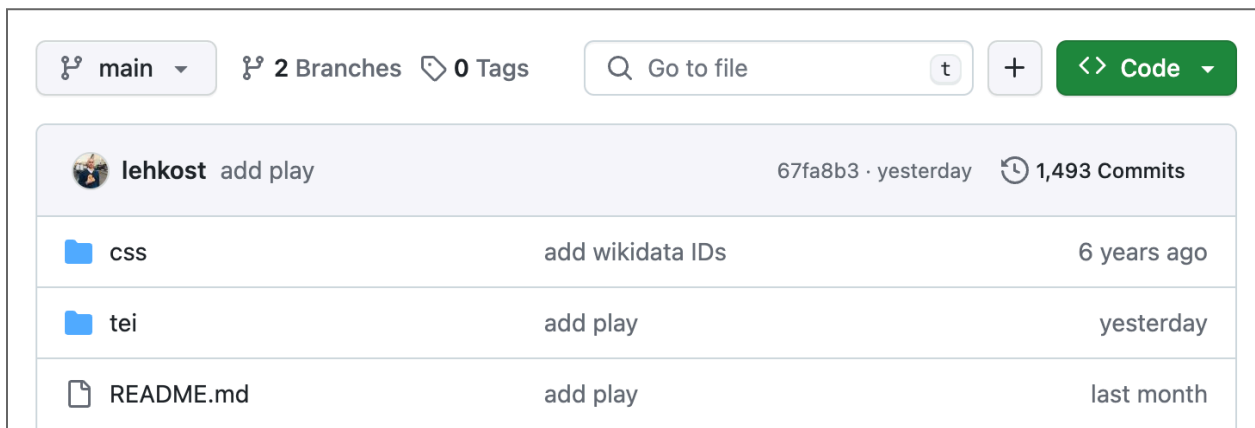 main 2 Branches 0 Tags Go to file t + <> Code
lehkost add play 67fa8b3 · yesterday 1,493 Commits
css add wikidata IDs 6 years ago
tei add play yesterday
README.md add play last month